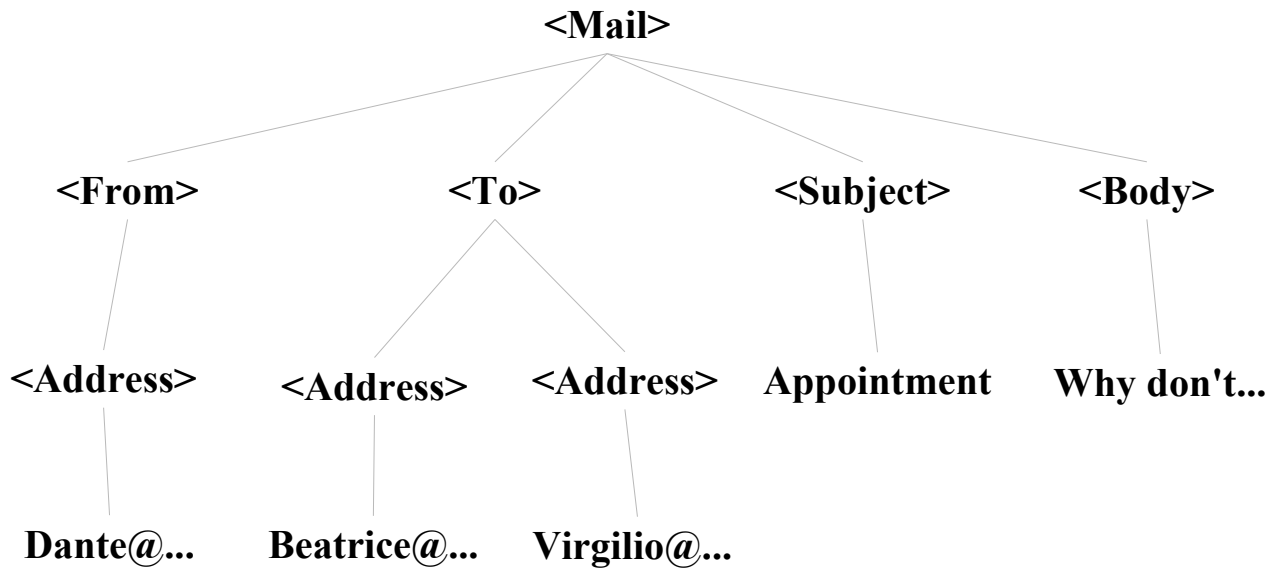 <Mail>
<From> <To> <Subject> <Body>
<Address> <Address> <Address> Appointment Why don't...
Dante@... Beatrice@... Virgilio@...